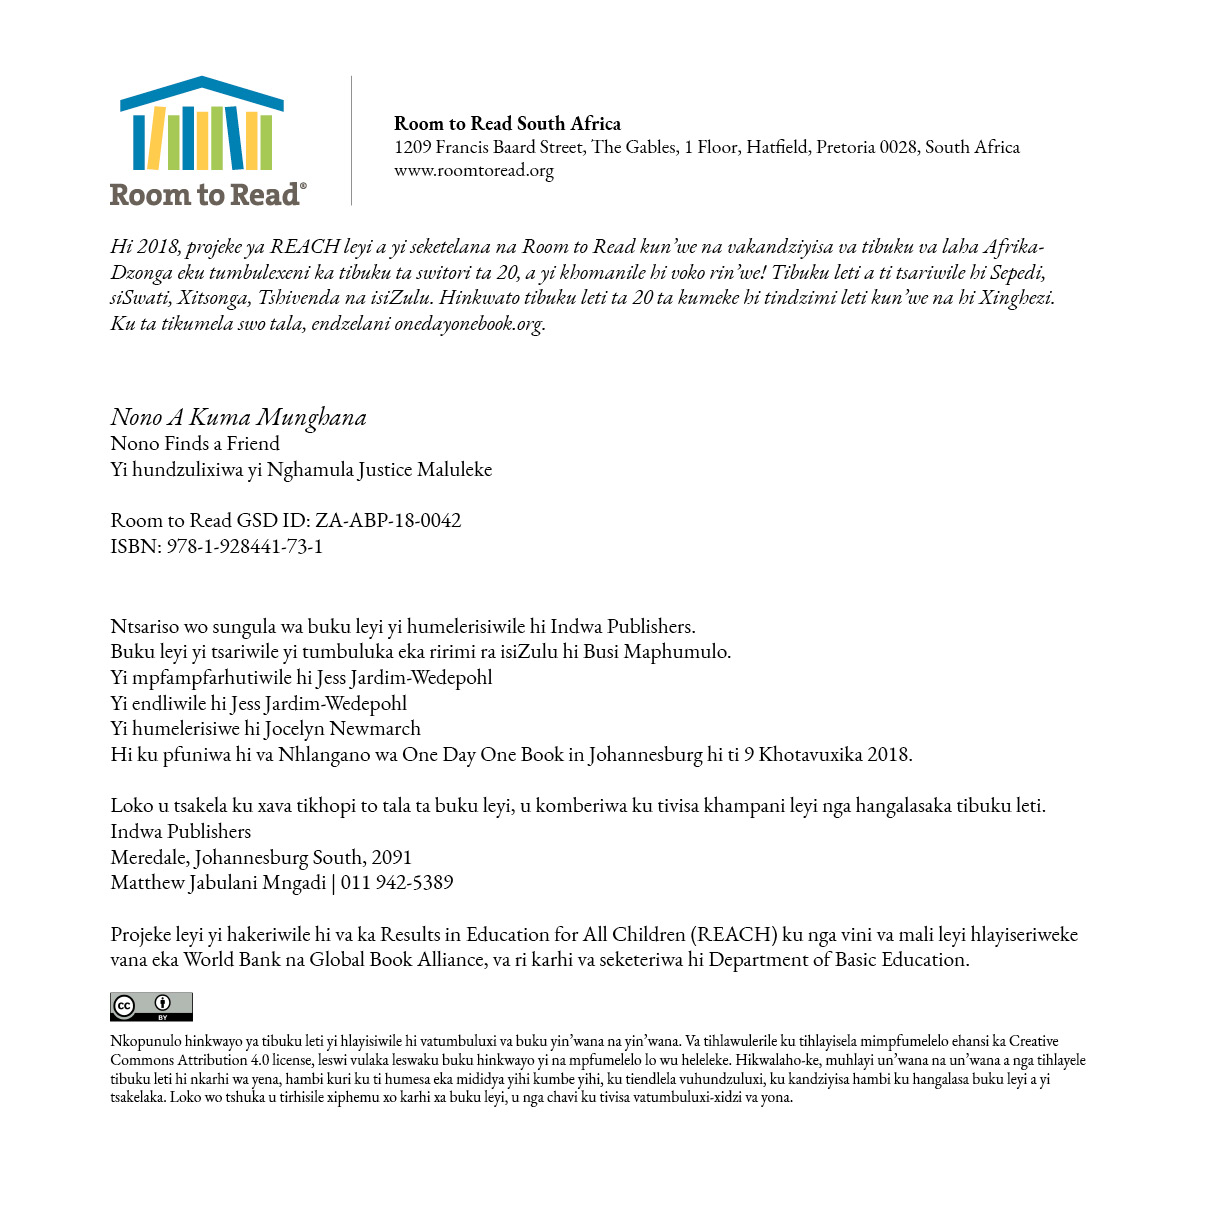 Room to Read®
Room to Read South Africa
1209 Francis Baard Street, The Gables, 1 Floor, Hatfield, Pretoria 0028, South Africa
www.roomtoread.org
Hi 2018, projeke ya REACH leyi a yi seketelana na Room to Read kun’we na vakandziyisa va tibuku va laha Afrika-
Dzonga eku tumbulexeni ka tibuku ta switori ta 20, a yi khomanile hi voko rin’we! Tibuku leti a ti tsariwile hi Sepedi,
siSwati, Xitsonga, Tshivenda na isiZulu. Hinkwato tibuku leti ta 20 ta kumeke hi tindzimi leti kun’we na hi Xinghezi.
Ku ta tikumela swo tala, endzelani onedayonebook.org.
Nono A Kuma Munghana
Nono Finds a Friend
Yi hundzulixiwa yi Nghamula Justice Maluleke
Room to Read GSD ID: ZA-ABP-18-0042
ISBN: 978-1-928441-73-1
Ntsariso wo sungula wa buku leyi yi humelerisiwile hi Indwa Publishers.
Buku leyi yi tsariwile yi tumbuluka eka ririmi ra isiZulu hi Busi Maphumulo.
Yi mpfampfarhutiwile hi Jess Jardim-Wedepohl
Yi endliwile hi Jess Jardim-Wedepohl
Yi humelerisiwe hi Jocelyn Newmarch
Hi ku pfuniwa hi va Nhlangano wa One Day One Book in Johannesburg hi ti 9 Khotavuxika 2018.
Loko u tsakela ku xava tikhopi to tala ta buku leyi, u komberiwa ku tivisa khampani leyi nga hangalasaka tibuku leti.
Indwa Publishers
Meredale, Johannesburg South, 2091
Matthew Jabulani Mngadi | 011 942-5389
Projeke leyi yi hakeriwile hi va ka Results in Education for All Children (REACH) ku nga vini va mali leyi hlayiseriweke
vana eka World Bank na Global Book Alliance, va ri karhi va seketeriwa hi Department of Basic Education.
cc BY
Nkopunulo hinkwayo ya tibuku leti yi hlayisiwile hi vatumbuluxi va buku yin’wana na yin’wana. Va tihlawulerile ku tihlayisela mimpfumelelo ehansi ka Creative
Commons Attribution 4.0 license, leswi vulaka leswaku buku hinkwayo yi na mpfumelelo lo wu heleleke. Hikwalaho-ke, muhlayi un’wana na un’wana a nga tihlayele
tibuku leti hi nkarhi wa yena, hambi kuri ku ti humesa eka mididya yihi kumbe yihi, ku tiendlela vuhundzuluxi, ku kandziyisa hambi ku hangalasa buku leyi a yi
tsakelaka. Loko wo tshuka u tirhisile xiphemu xo karhi xa buku leyi, u nga chavi ku tivisa vatumbuluxi-xidzi va yona.